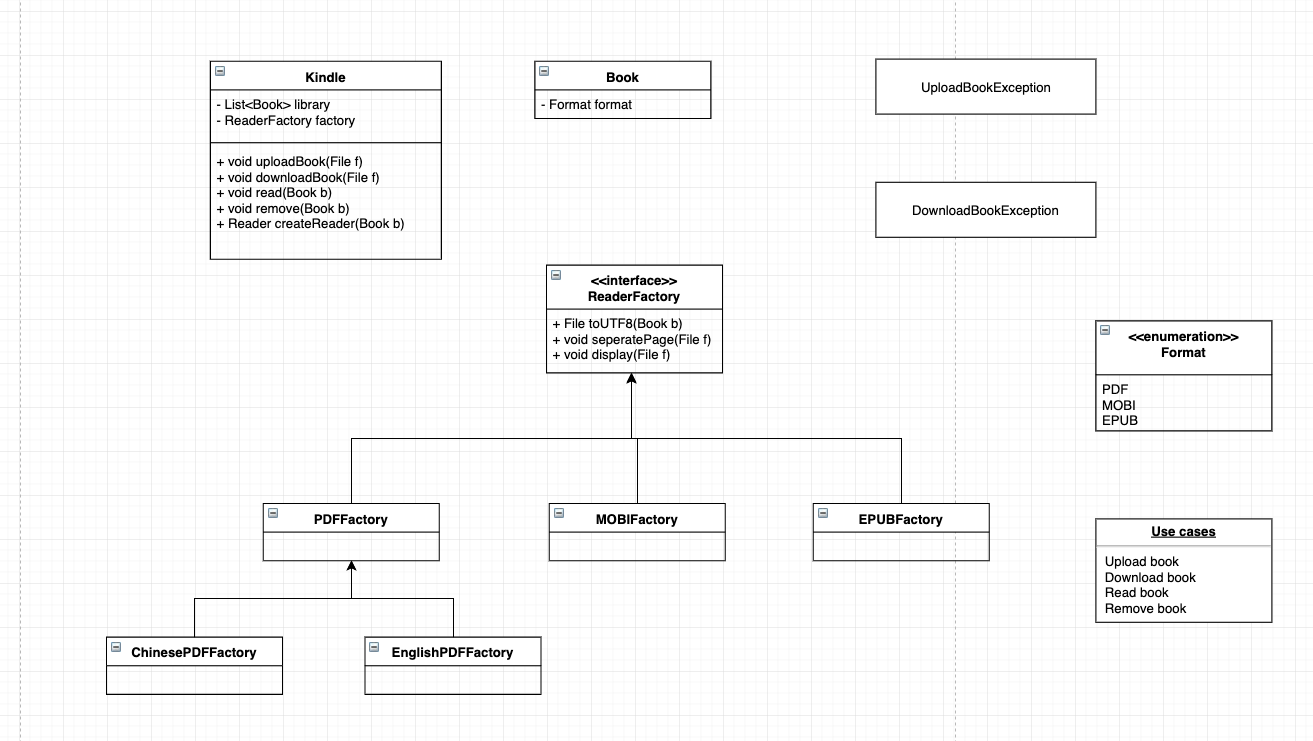 Kindle
- List<Book> library
- ReaderFactory factory
+ void uploadBook(File f)
+ void downloadBook(File f)
+ void read(Book b)
+ void remove(Book b)
+ Reader createReader(Book b)
Book
- Format format
UploadBookException
DownloadBookException
<<interface>>
ReaderFactory
+ File toUTF8(Book b)
+ void seperatePage(File f)
+ void display(File f)
<<enumeration>>
Format
PDF
MOBI
EPUB
PDFFactory
MOBIFactory
EPUBFactory
Use cases
Upload book
Download book
Read book
Remove book
ChinesePDFFactory
EnglishPDFFactory